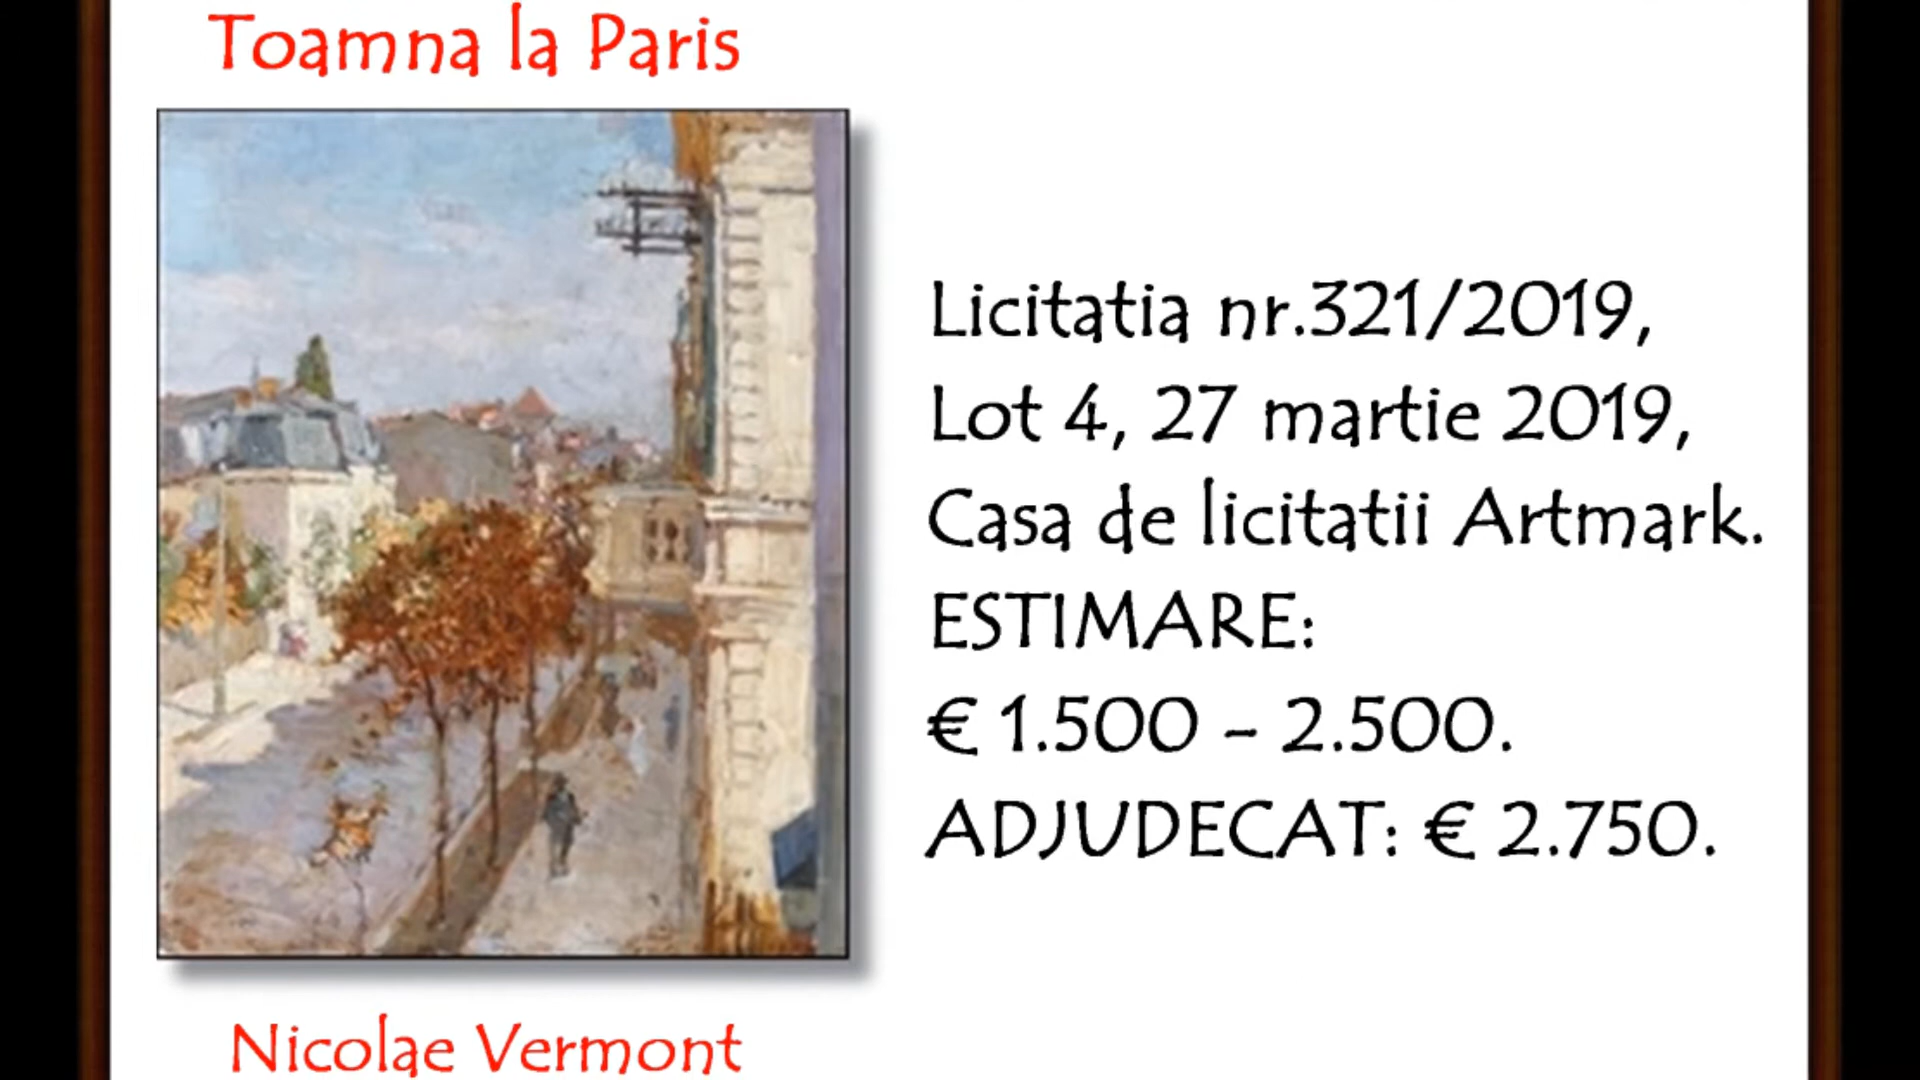 Toamna la Paris
Licitatia nr.321/2019,
Lot 4, 27 martie 2019,
Casa de licitatii Artmark.
ESTIMARE:
€ 1.500 - 2.500.
ADJUDECAT: € 2.750.
Nicolae Vermont